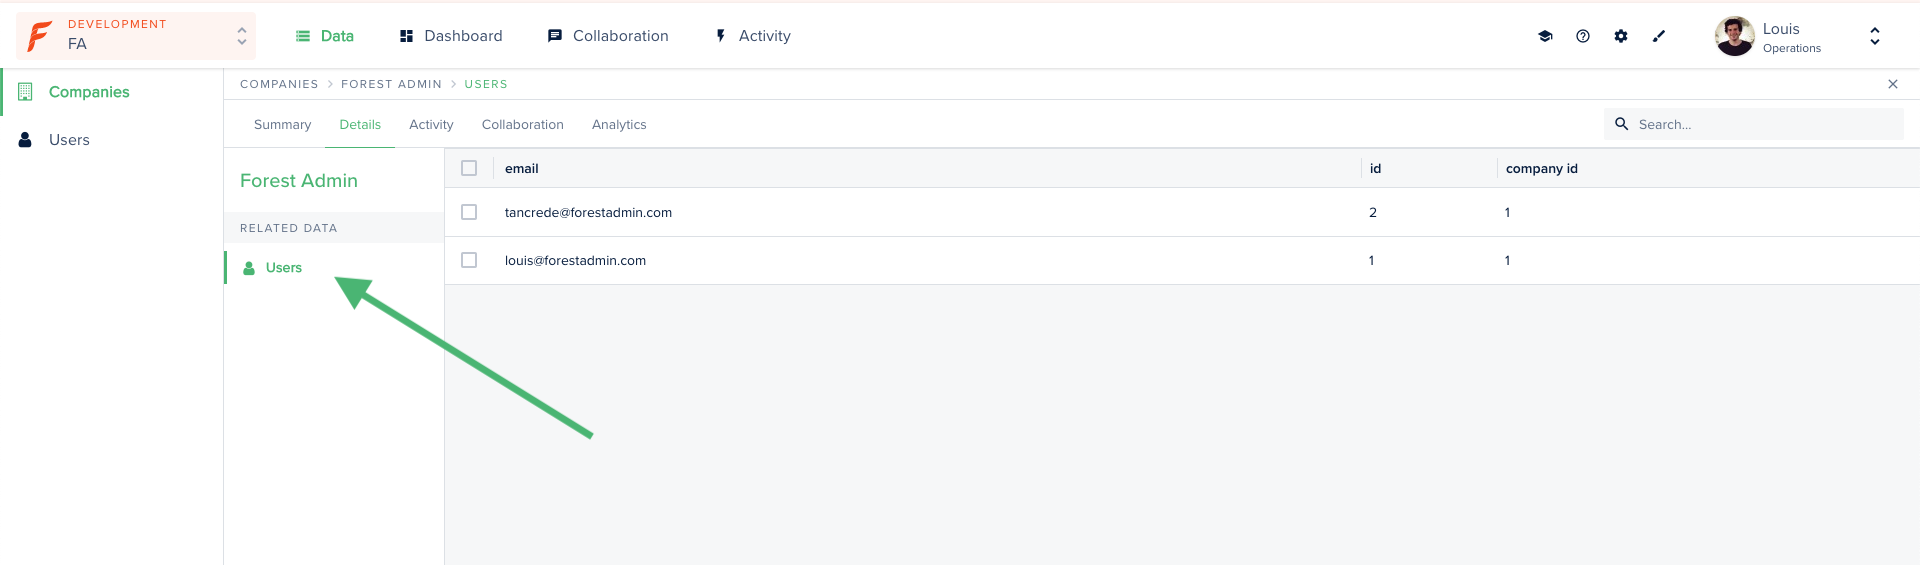 DEVELOPMENT
FA
Data
Dashboard
Collaboration
Activity
Louis
Operations
Companies
Users
COMPANIES > FOREST ADMIN > USERS
Summary
Details
Activity
Collaboration
Analytics
Search...
Forest Admin
RELATED DATA
Users
email id company id
tancrede@forestadmin.com 2 1
louis@forestadmin.com 1 1